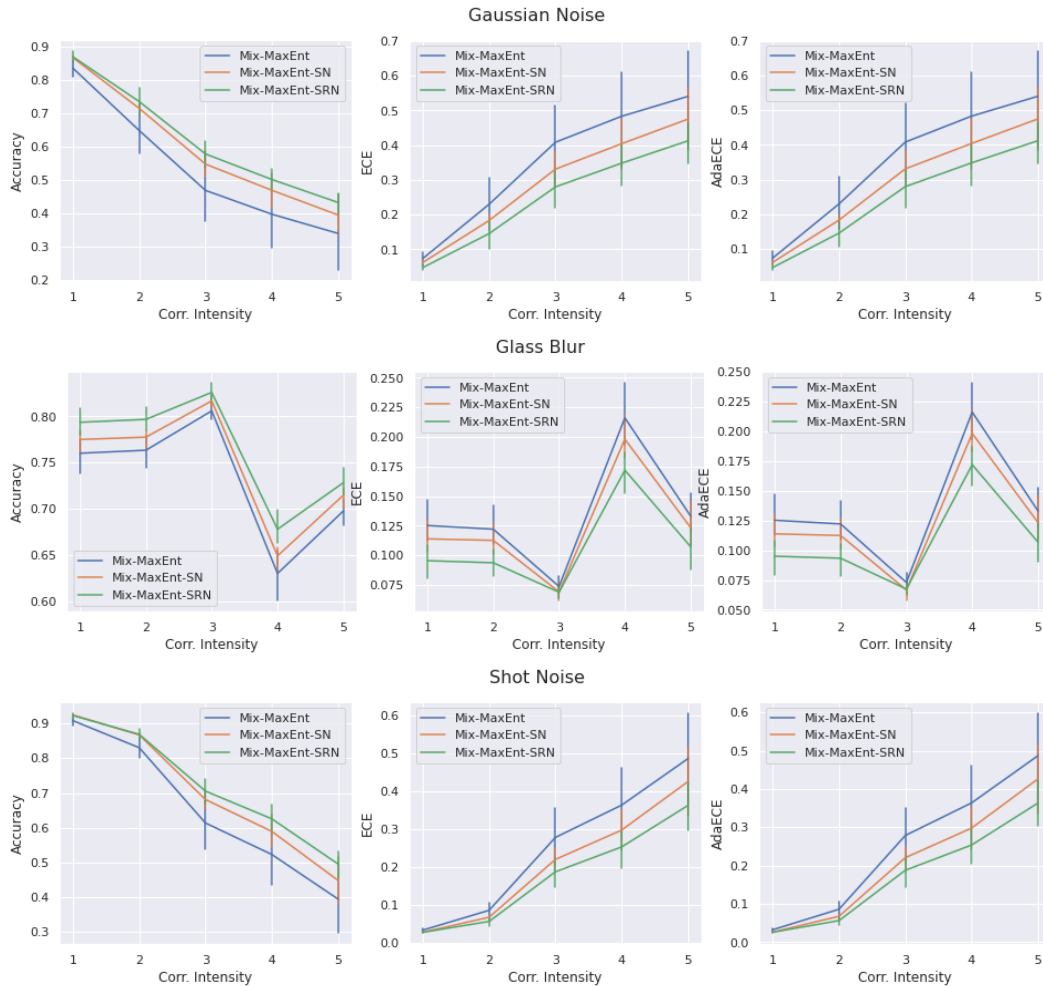 Gaussian Noise
Accuracy
0.9
0.8
0.7
0.6
0.5
0.4
0.3
0.2
Mix-MaxEnt
Mix-MaxEnt-SN
Mix-MaxEnt-SRN
1 2 3 4 5
Corr. Intensity
ECE
0.7
0.6
0.5
0.4
0.3
0.2
0.1
Mix-MaxEnt
Mix-MaxEnt-SN
Mix-MaxEnt-SRN
1 2 3 4 5
Corr. Intensity
AdaECE
0.7
0.6
0.5
0.4
0.3
0.2
0.1
Mix-MaxEnt
Mix-MaxEnt-SN
Mix-MaxEnt-SRN
1 2 3 4 5
Corr. Intensity
Glass Blur
Accuracy
0.80
0.75
0.70
0.65
0.60
Mix-MaxEnt
Mix-MaxEnt-SN
Mix-MaxEnt-SRN
1 2 3 4 5
Corr. Intensity
ECE
0.250
0.225
0.200
0.175
0.150
0.125
0.100
0.075
Mix-MaxEnt
Mix-MaxEnt-SN
Mix-MaxEnt-SRN
1 2 3 4 5
Corr. Intensity
AdaECE
0.250
0.225
0.200
0.175
0.150
0.125
0.100
0.075
0.050
Mix-MaxEnt
Mix-MaxEnt-SN
Mix-MaxEnt-SRN
1 2 3 4 5
Corr. Intensity
Shot Noise
Accuracy
0.9
0.8
0.7
0.6
0.5
0.4
0.3
Mix-MaxEnt
Mix-MaxEnt-SN
Mix-MaxEnt-SRN
1 2 3 4 5
Corr. Intensity
ECE
0.6
0.5
0.4
0.3
0.2
0.1
0.0
Mix-MaxEnt
Mix-MaxEnt-SN
Mix-MaxEnt-SRN
1 2 3 4 5
Corr. Intensity
AdaECE
0.6
0.5
0.4
0.3
0.2
0.1
0.0
Mix-MaxEnt
Mix-MaxEnt-SN
Mix-MaxEnt-SRN
1 2 3 4 5
Corr. Intensity